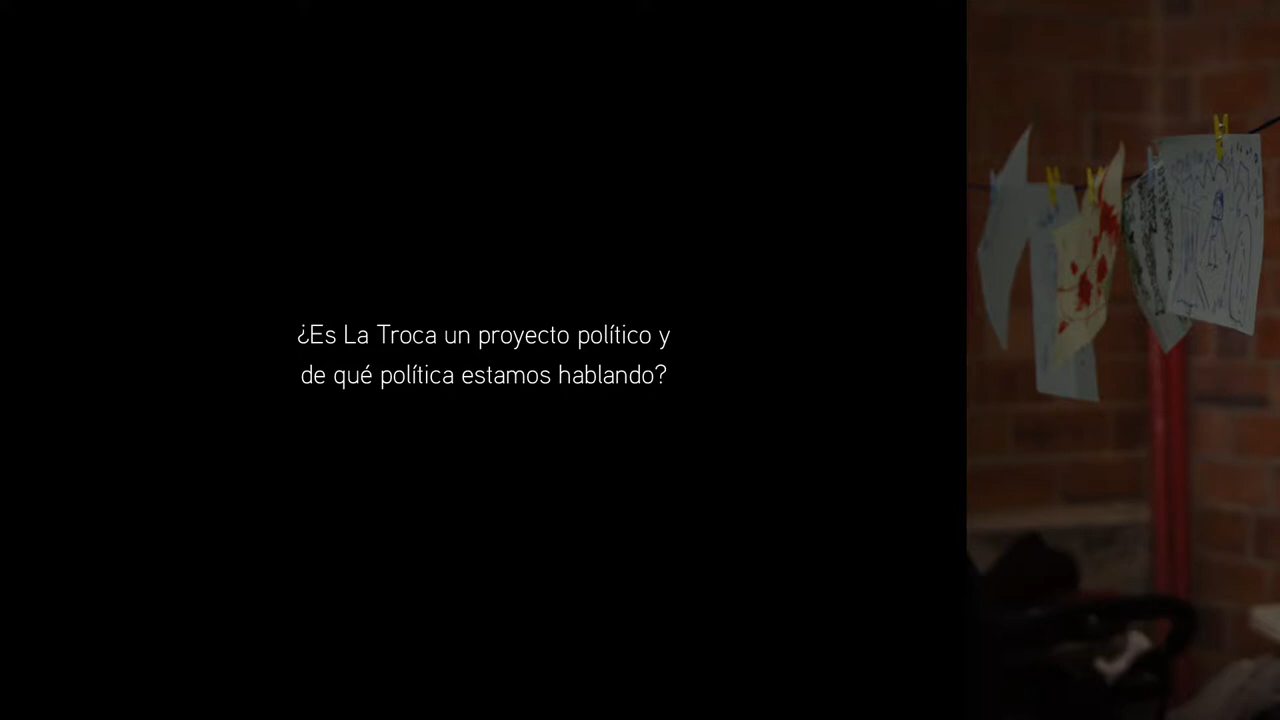 ¿Es La Troca un proyecto político y
de qué política estamos hablando?